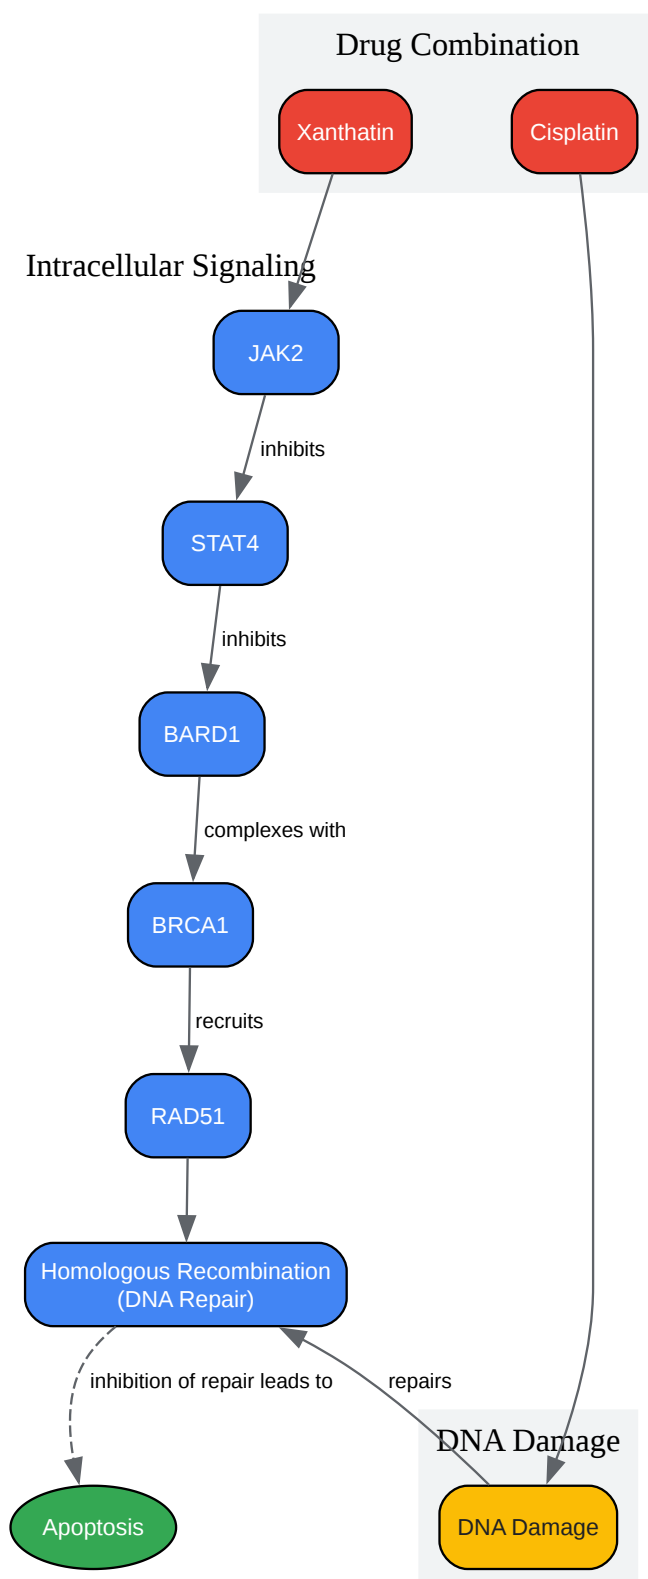 Drug Combination
Xanthatin
Cisplatin
Intracellular Signaling
JAK2
inhibits
STAT4
inhibits
BARD1
complexes with
BRCA1
recruits
RAD51
Homologous Recombination
(DNA Repair)
inhibition of repair leads to
repairs
DNA Damage
Apoptosis
DNA Damage